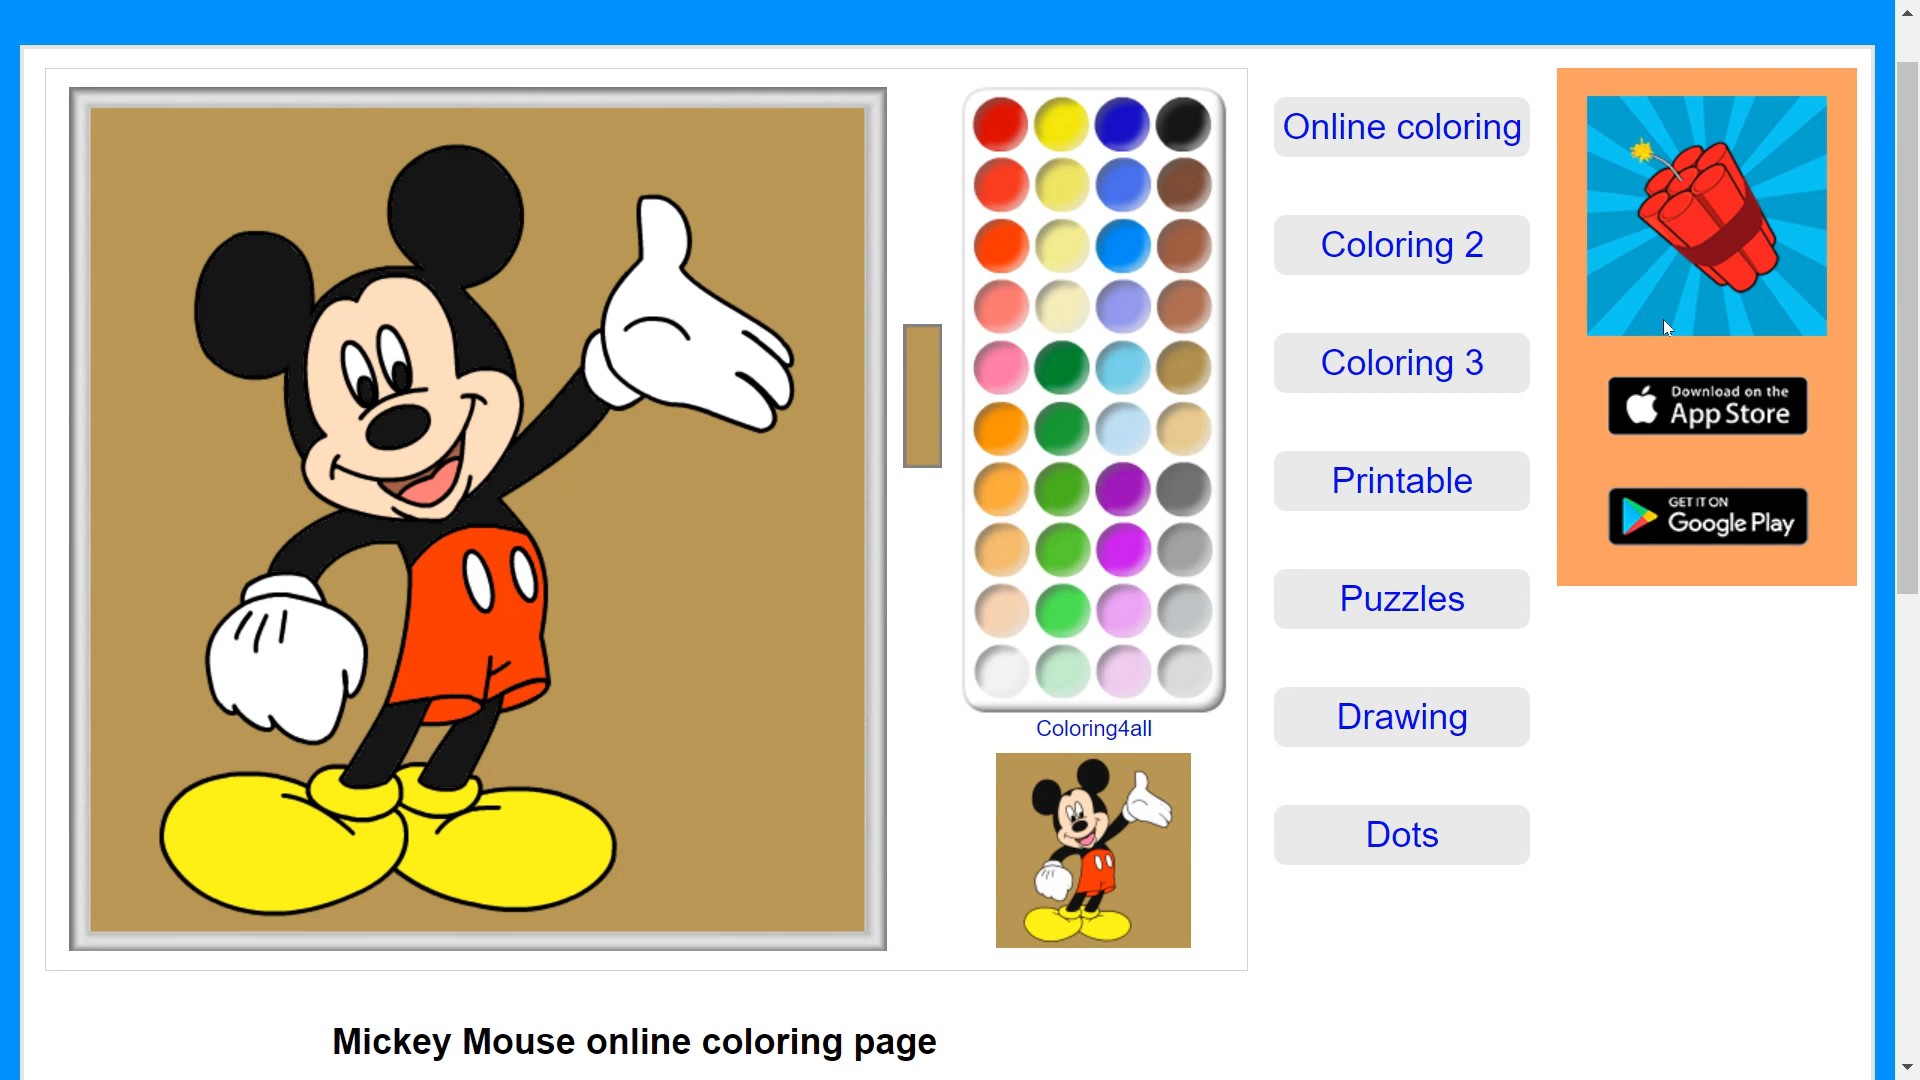 Online coloring
Coloring 2
Coloring 3
Printable
Puzzles
Drawing
Dots
Download on the
App Store
GET IT ON
Google Play
Coloring4all
Mickey Mouse online coloring page